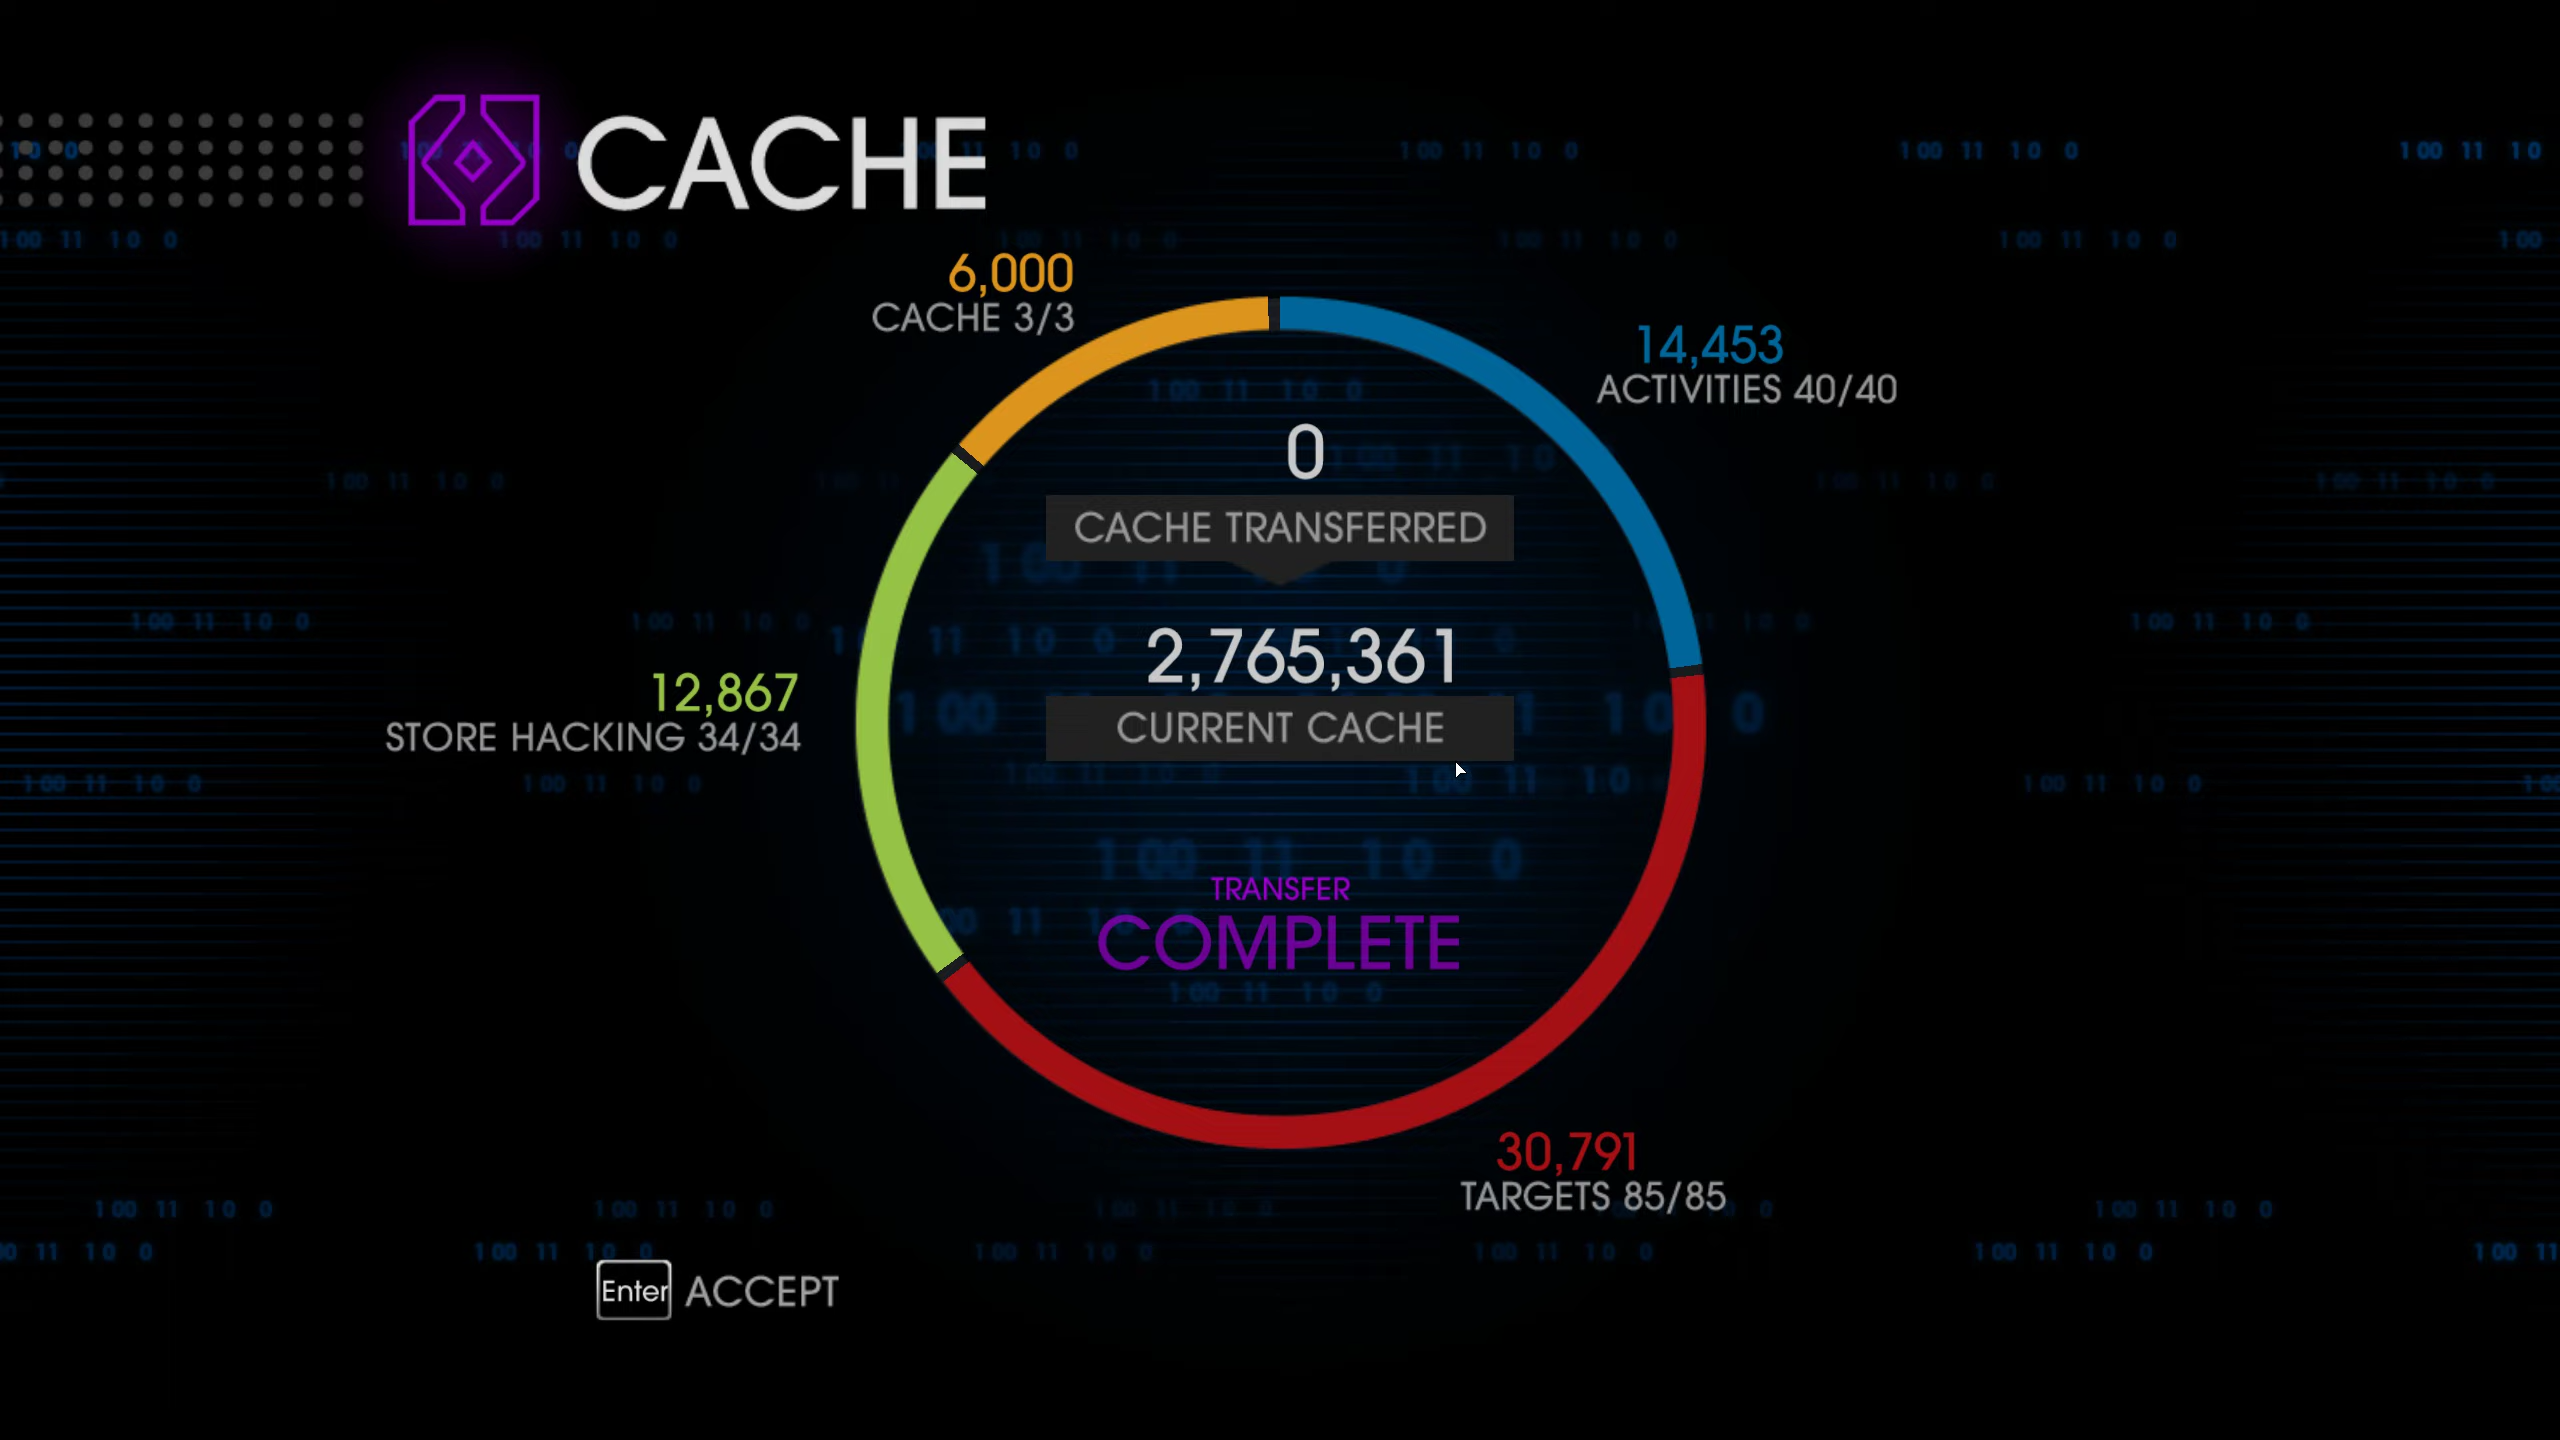 CACHE
6,000
CACHE 3/3
14,453
ACTIVITIES 40/40
0
CACHE TRANSFERRED
2,765,361
CURRENT CACHE
12,867
STORE HACKING 34/34
TRANSFER
COMPLETE
30,791
TARGETS 85/85
Enter ACCEPT